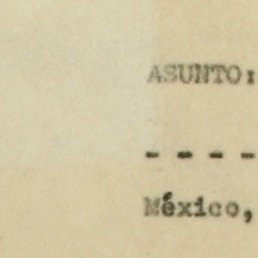 ASUNTO:
- - - -
México,